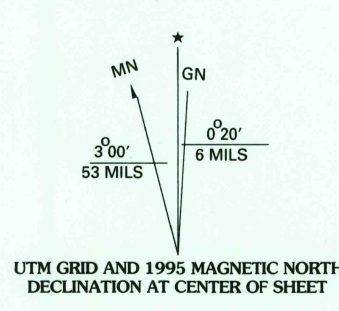 ★
MN
GN
0°20′
6 MILS
3°00′
53 MILS
UTM GRID AND 1995 MAGNETIC NORTH
DECLINATION AT CENTER OF SHEET